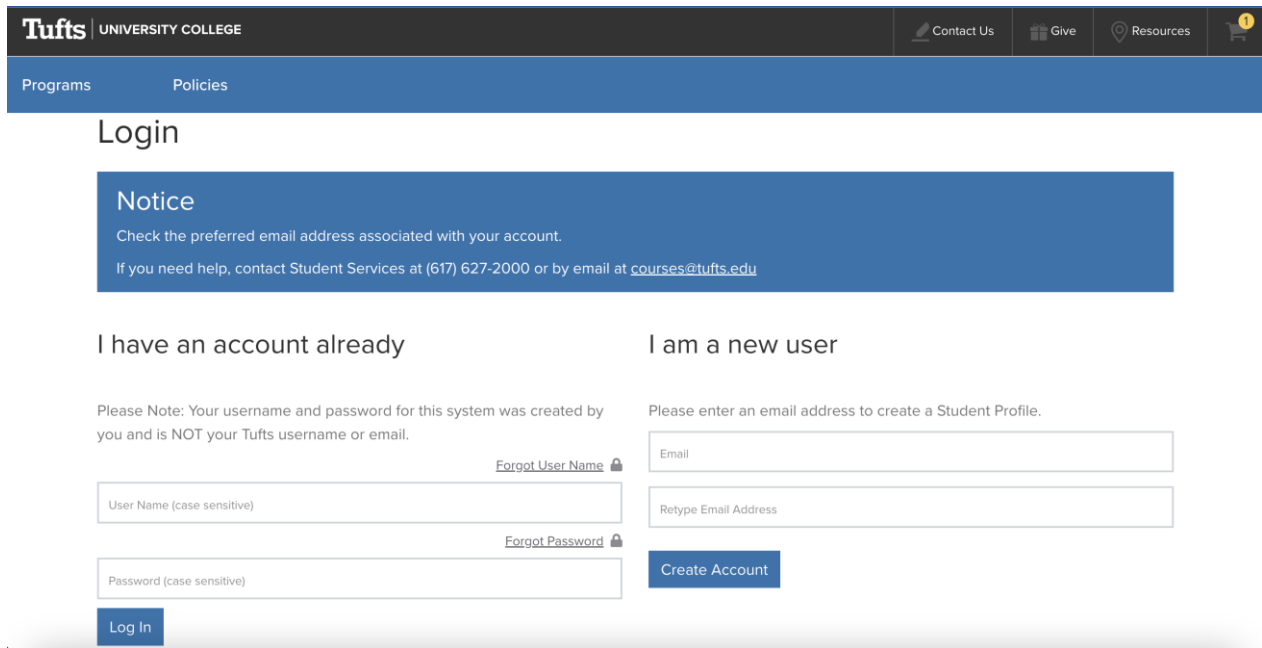 Tufts UNIVERSITY COLLEGE
Contact Us
Give
Resources
1
Programs
Policies
Login
Notice
Check the preferred email address associated with your account.
If you need help, contact Student Services at (617) 627-2000 or by email at courses@tufts.edu
I have an account already
Please Note: Your username and password for this system was created by
you and is NOT your Tufts username or email.
Forgot User Name
User Name (case sensitive)
Forgot Password
Password (case sensitive)
Log In
I am a new user
Please enter an email address to create a Student Profile.
Email
Retype Email Address
Create Account